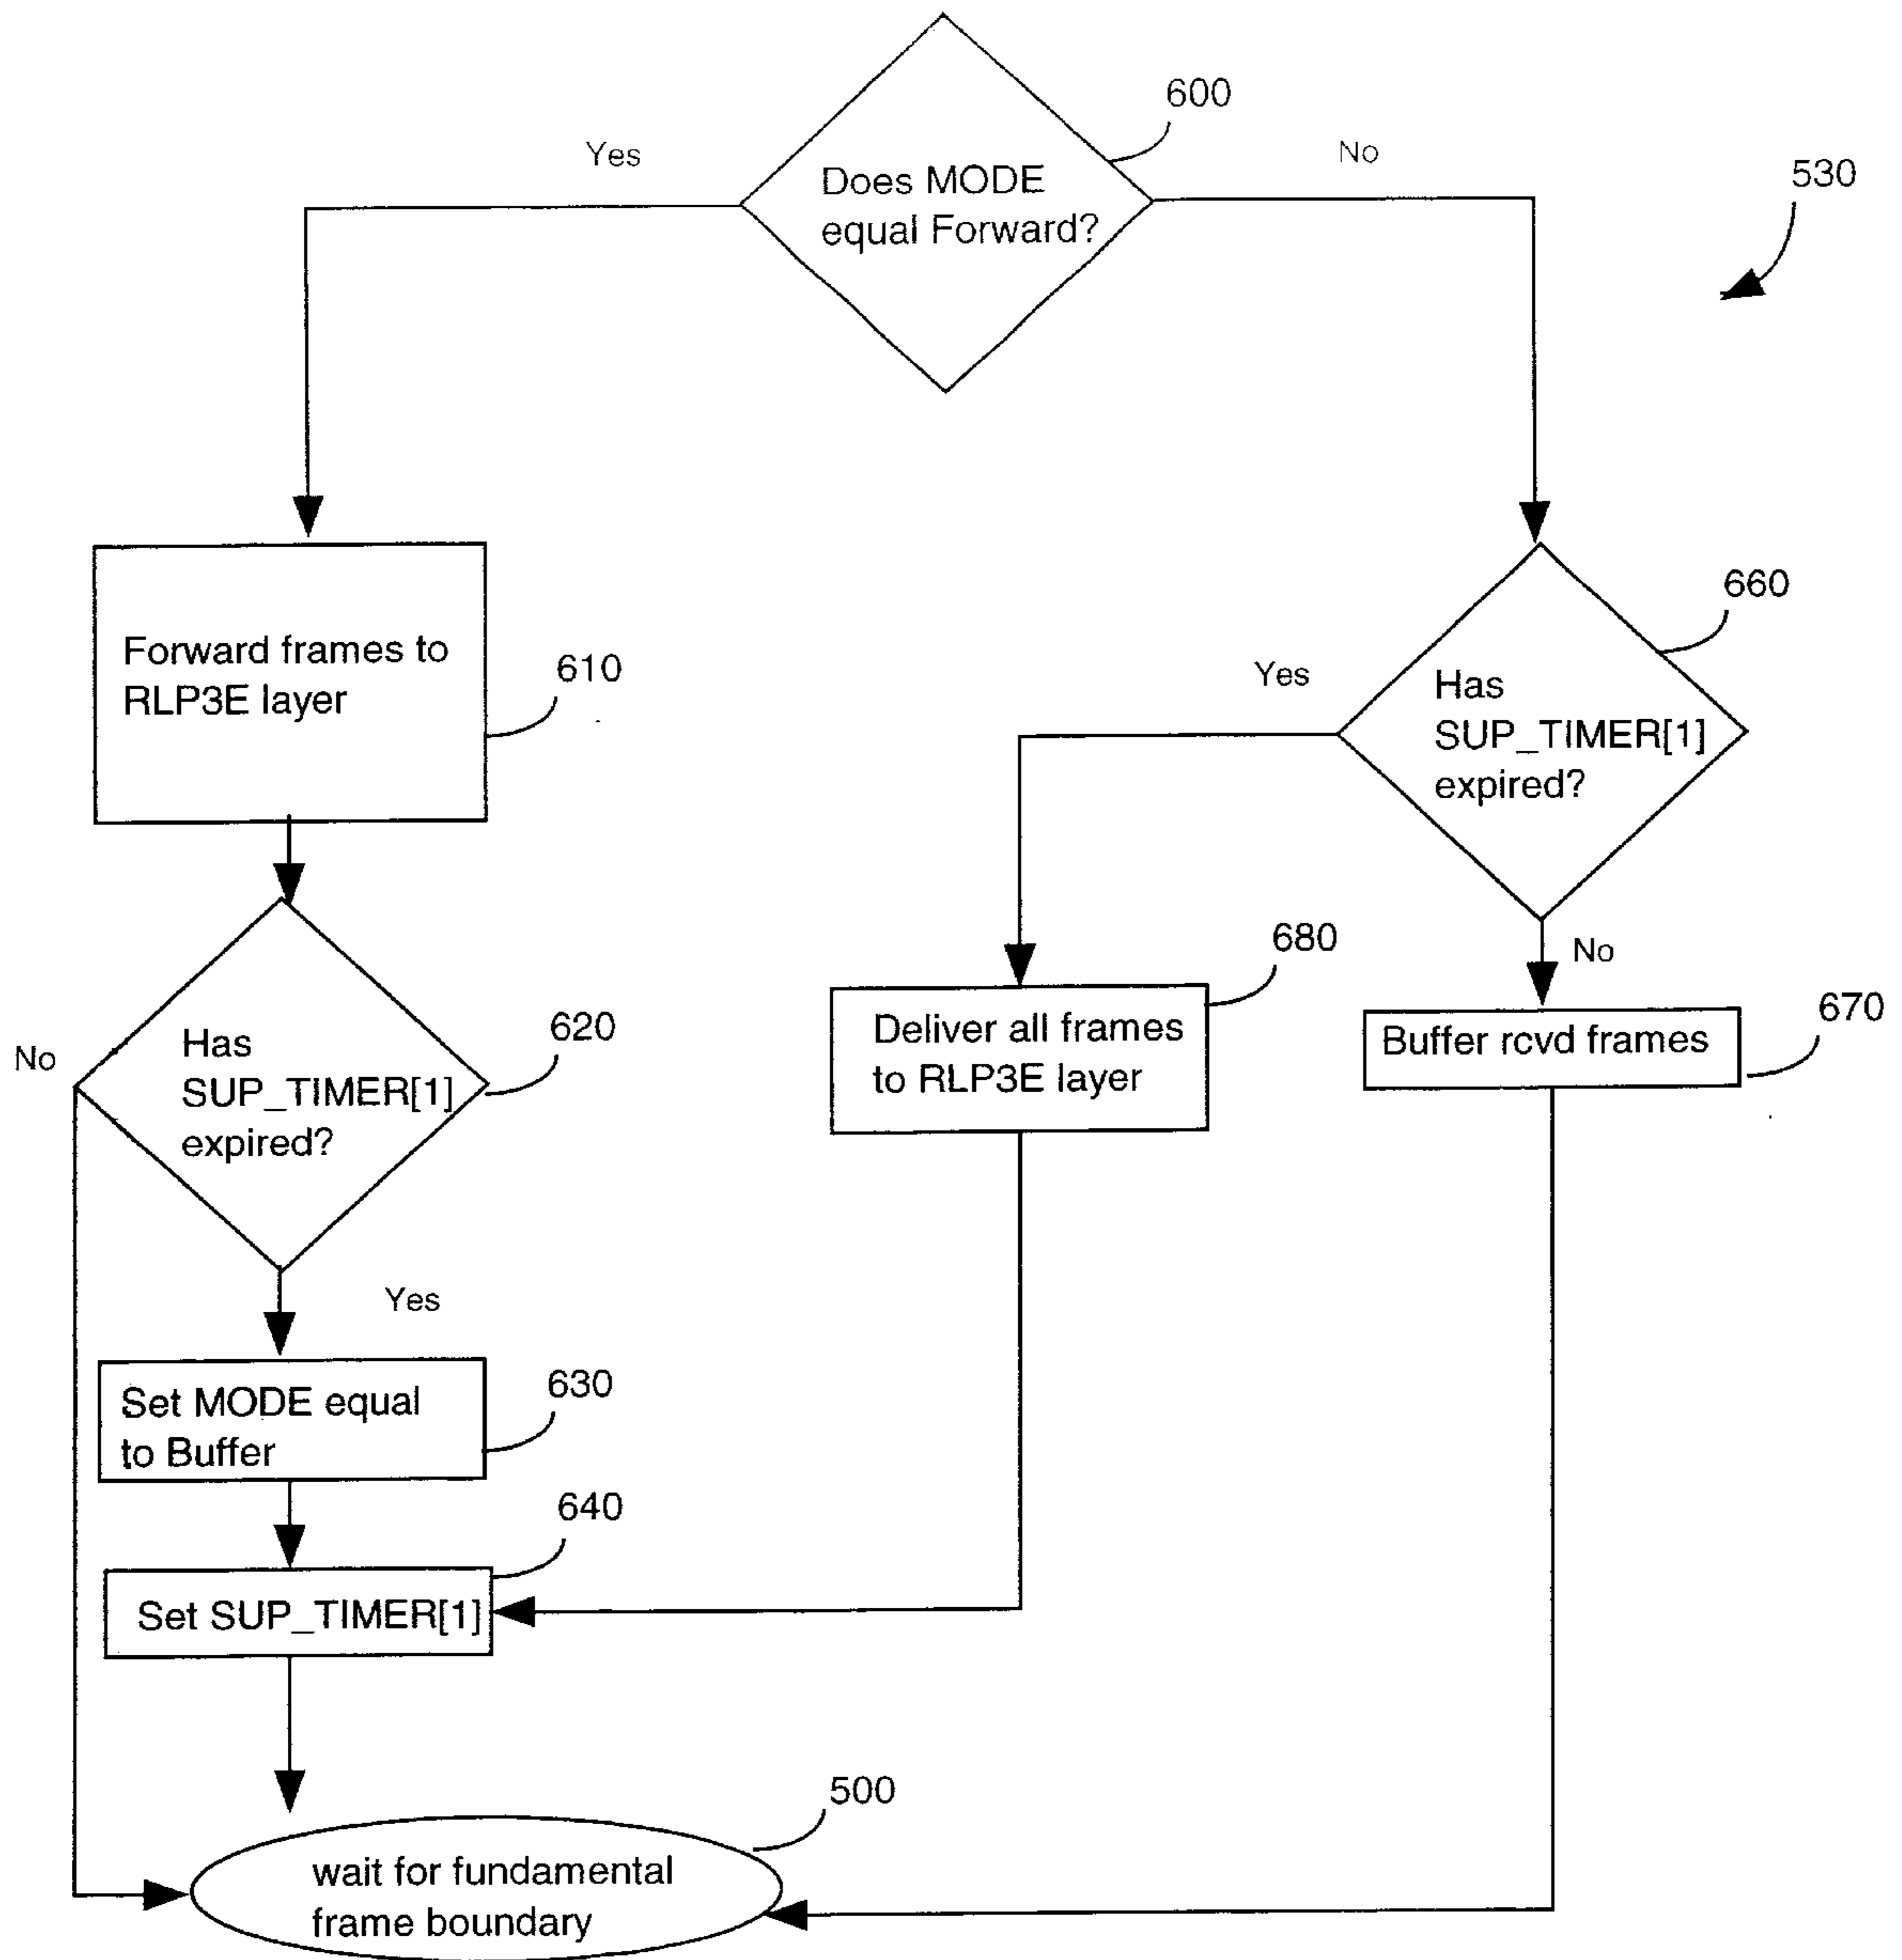 600
Yes
No
Does MODE
equal Forward?
530
Forward frames to
RLP3E layer
610
660
Yes
Has
SUP_TIMER[1]
expired?
No
680
Deliver all frames
to RLP3E layer
670
Buffer rcvd frames
No
Has
SUP_TIMER[1]
expired?
620
Yes
Set MODE equal
to Buffer
630
640
Set SUP_TIMER[1]
500
wait for fundamental
frame boundary